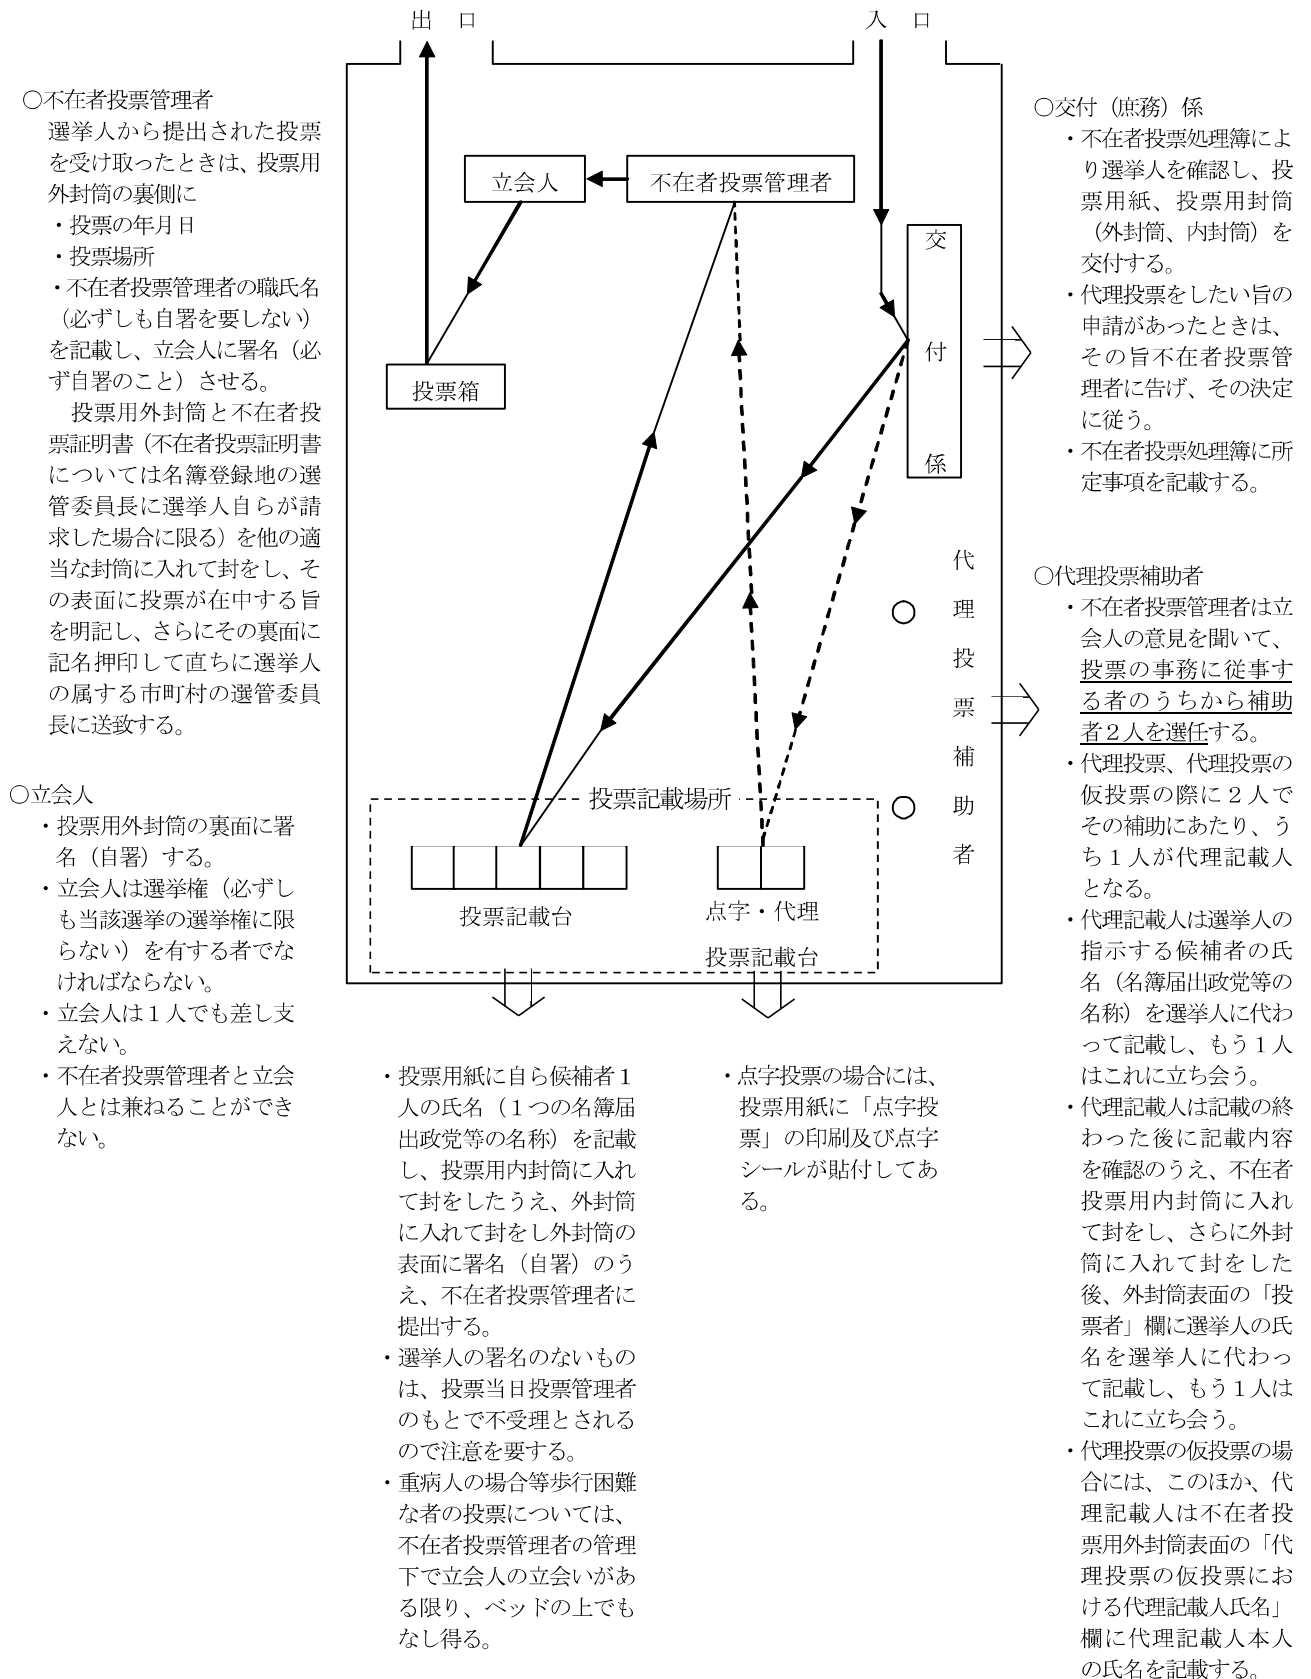 出　口
入　口
○不在者投票管理者
選挙人から提出された投票
を受け取ったときは、投票用
外封筒の裏側に
・投票の年月日
・投票場所
・不在者投票管理者の職氏名
（必ずしも自署を要しない）
を記載し、立会人に署名（必
ず自署のこと）させる。
　投票用外封筒と不在者投
票証明書（不在者投票証明書
については名簿登録地の選
管委員長に選挙人自らが請
求した場合に限る）を他の適
当な封筒に入れて封をし、そ
の表面に投票が在中する旨
を明記し、さらにその裏面に
記名押印して直ちに選挙人
の属する市町村の選管委員
長に送致する。
○立会人
・投票用外封筒の裏面に署
名（自署）する。
・立会人は選挙権（必ずし
も当該選挙の選挙権に限
らない）を有する者でな
ければならない。
・立会人は１人でも差し支
えない。
・不在者投票管理者と立会
人とは兼ねることができ
ない。
立会人
不在者投票管理者
投票箱
交付係
代理投票補助者
投票記載場所
投票記載台
点字・代理
投票記載台
・投票用紙に自ら候補者１
人の氏名（１つの名簿届
出政党等の名称）を記載
し、投票用内封筒に入れ
て封をしたうえ、外封筒
に入れて封をし外封筒の
表面に署名（自署）のう
え、不在者投票管理者に
提出する。
・選挙人の署名のないもの
は、投票当日投票管理者
のもとで不受理とされる
ので注意を要する。
・重病人の場合等歩行困難
な者の投票については、
不在者投票管理者の管理
下で立会人の立会いがあ
る限り、ベッドの上でも
なし得る。
・点字投票の場合には、
投票用紙に「点字投
票」の印刷及び点字
シールが貼付してあ
る。
○交付（庶務）係
・不在者投票処理簿によ
り選挙人を確認し、投
票用紙、投票用封筒
（外封筒、内封筒）を
交付する。
・代理投票をしたい旨の
申請があったときは、
その旨不在者投票管
理者に告げ、その決定
に従う。
・不在者投票処理簿に所
定事項を記載する。
○代理投票補助者
・不在者投票管理者は立
会人の意見を聞いて、
投票の事務に従事す
る者のうちから補助
者２人を選任する。
・代理投票、代理投票の
仮投票の際に２人で
その補助にあたり、う
ち１人が代理記載人
となる。
・代理記載人は選挙人の
指示する候補者の氏
名（名簿届出政党等の
名称）を選挙人に代わ
って記載し、もう１人
はこれに立ち会う。
・代理記載人は記載の終
わった後に記載内容
を確認のうえ、不在者
投票用内封筒に入れ
て封をし、さらに外封
筒に入れて封をした
後、外封筒表面の「投
票者」欄に選挙人の氏
名を選挙人に代わっ
て記載し、もう１人は
これに立ち会う。
・代理投票の仮投票の場
合には、このほか、代
理記載人は不在者投
票用外封筒表面の「代
理投票の仮投票にお
ける代理記載人氏名」
欄に代理記載人本人
の氏名を記載する。